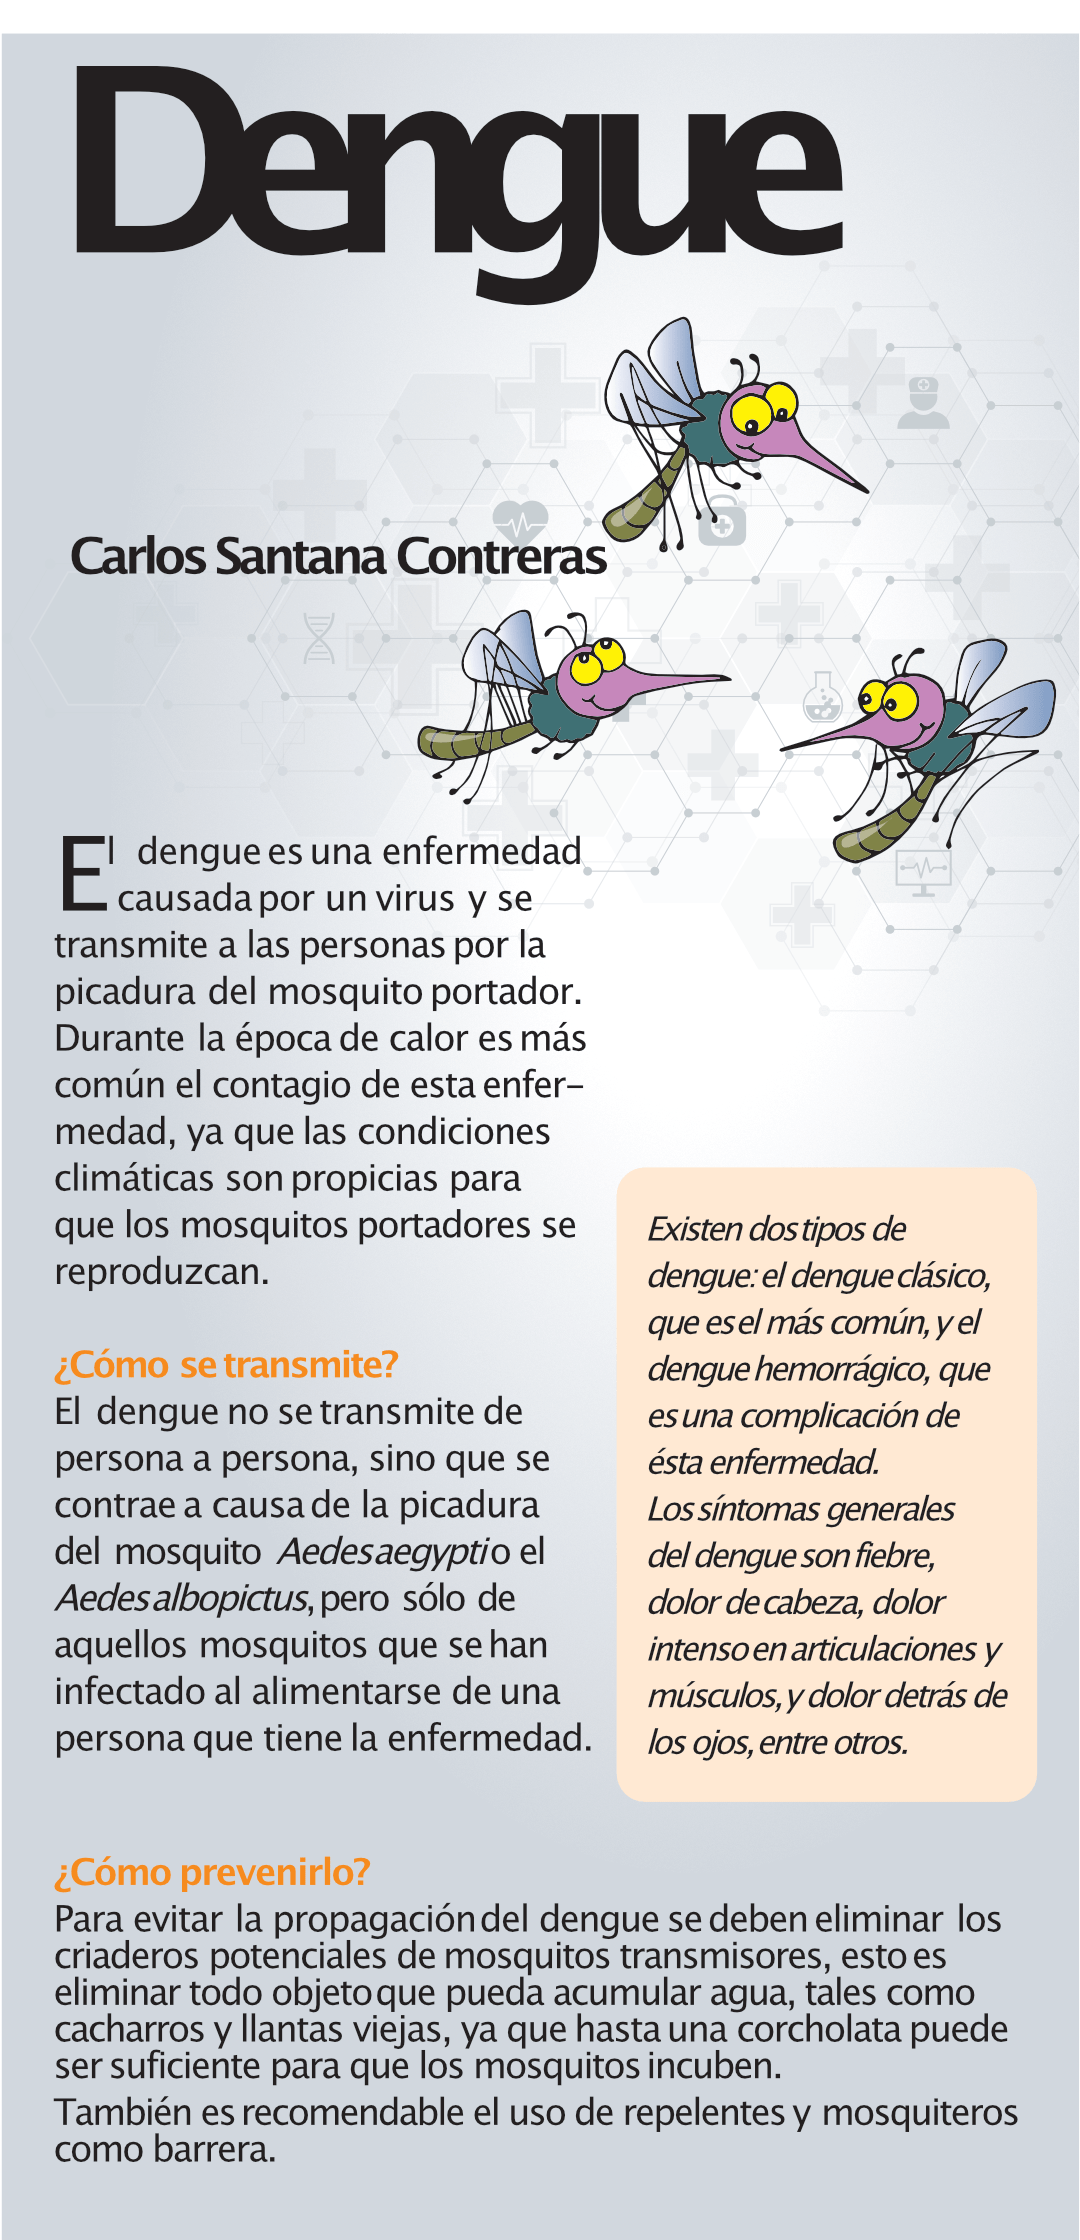 Dengue
Carlos Santana Contreras
El dengue es una enfermedad
causada por un virus y se
transmite a las personas por la
picadura del mosquito portador.
Durante la época de calor es más
común el contagio de esta enfer-
medad, ya que las condiciones
climáticas son propicias para
que los mosquitos portadores se
reproduzcan.
¿Cómo se transmite?
El dengue no se transmite de
persona a persona, sino que se
contrae a causa de la picadura
del mosquito Aedes aegypti o el
Aedes albopictus, pero sólo de
aquellos mosquitos que se han
infectado al alimentarse de una
persona que tiene la enfermedad.
Existen dos tipos de
dengue: el dengue clásico,
que es el más común, y el
dengue hemorrágico, que
es una complicación de
ésta enfermedad.
Los síntomas generales
del dengue son fiebre,
dolor de cabeza, dolor
intenso en articulaciones y
músculos, y dolor detrás de
los ojos, entre otros.
¿Cómo prevenirlo?
Para evitar la propagación del dengue se deben eliminar los
criaderos potenciales de mosquitos transmisores, esto es
eliminar todo objeto que pueda acumular agua, tales como
cacharros y llantas viejas, ya que hasta una corcholata puede
ser suficiente para que los mosquitos incuben.
También es recomendable el uso de repelentes y mosquiteros
como barrera.